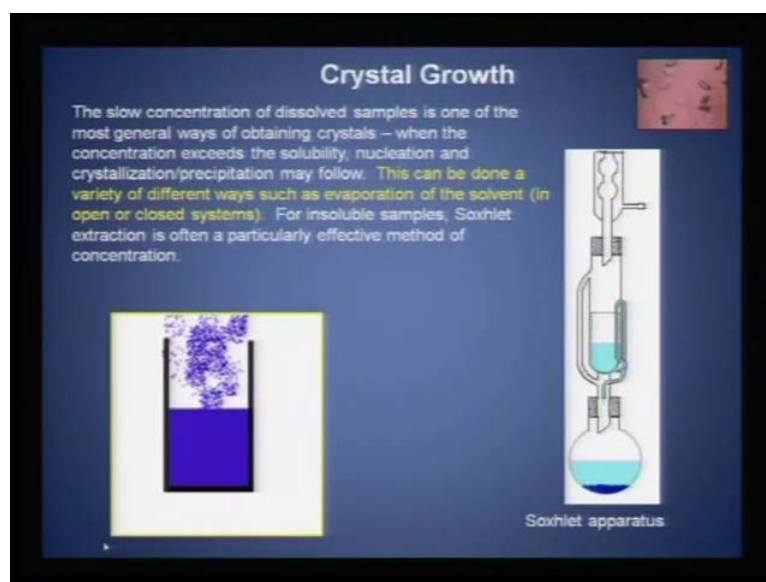 Crystal Growth
The slow concentration of dissolved samples is one of the
most general ways of obtaining crystals – when the
concentration exceeds the solubility, nucleation and
crystallization/precipitation may follow. This can be done a
variety of different ways such as evaporation of the solvent (in
open or closed systems). For insoluble samples, Soxhlet
extraction is often a particularly effective method of
concentration.
Soxhlet apparatus